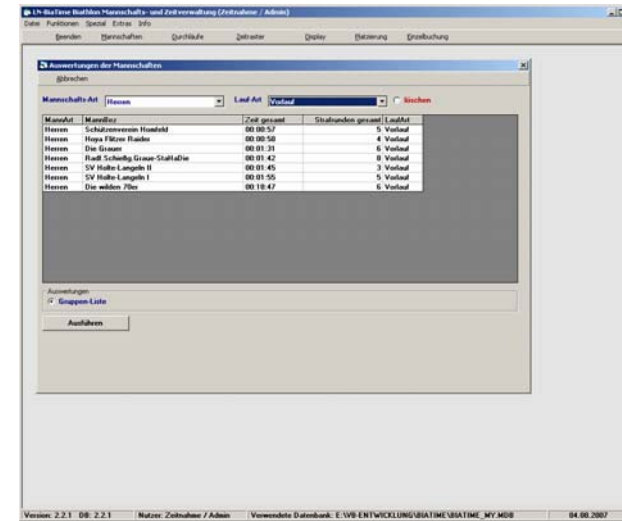 LN-BiaTime Biathlon Mannschafts- und Zeitverwaltung (Zeitnahme / Admin)
Datei Funktionen Spezial Extras Info
Beenden Mannschaften Durchläufe Zeitraster Display Platzierung Einzelbuchung
Auswertungen der Mannschaften
Abbrechen
Mannschafts-Art Herren Lauf-Art Vorlauf löschen
MannArt MannBez Zeit gesamt Strafrunden gesamt LaufArt
Herren Schützenverein Homfeld 00:00:57 5 Vorlauf
Herren Hoya Flitzer Raider 00:00:58 4 Vorlauf
Herren Die Grauer 00:01:31 6 Vorlauf
Herren 00:01:42 8 Vorlauf
Herren SV Holte-Langeln II 00:01:45 3 Vorlauf
Herren SV Holte-Langeln I 00:01:55 5 Vorlauf
Herren Die wilden 70er 00:18:47 6 Vorlauf
Auswertungen
Gruppen-Liste
Ausführen
Version: 2.2.1 DB: 2.2.1 Nutzer: Zeitnahme / Admin Verwendete Datenbank: E:\VB-ENTWICKLUNG\BIATIME\BIATIME_MY.MDB 04.08.2007